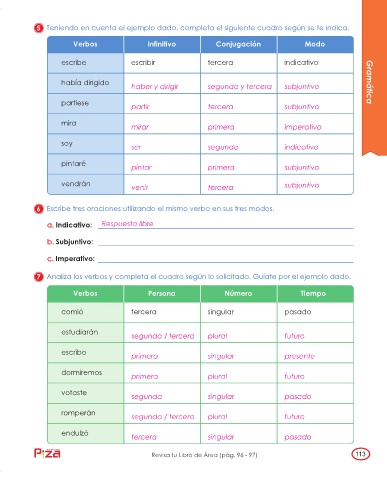 5 Teniendo en cuenta el ejemplo dado, completa el siguiente cuadro según se te indica.
Verbos Infinitivo Conjugación Modo
escribe escribir tercera indicativo
había dirigido haber y dirigir segunda y tercera subjuntivo
partiese partir tercera subjuntivo
mira mirar primera imperativo
soy ser segunda indicativo
pintaré pintar primera subjuntivo
vendrán venir tercera subjuntivo
Gramática
6 Escribe tres oraciones utilizando el mismo verbo en sus tres modos.
a. Indicativo: Respuesta libre
b. Subjuntivo:
c. Imperativo:
7 Analiza los verbos y completa el cuadro según lo solicitado. Guíate por el ejemplo dado.
Verbos Persona Número Tiempo
comió tercera singular pasado
estudiarán segunda / tercera plural futuro
escribo primera singular presente
dormiremos primera plural futuro
votaste segunda singular pasado
romperán segunda / tercera plural futuro
endulzó tercera singular pasado
Revisa tu Libro de Área (pág. 96 - 97)
113